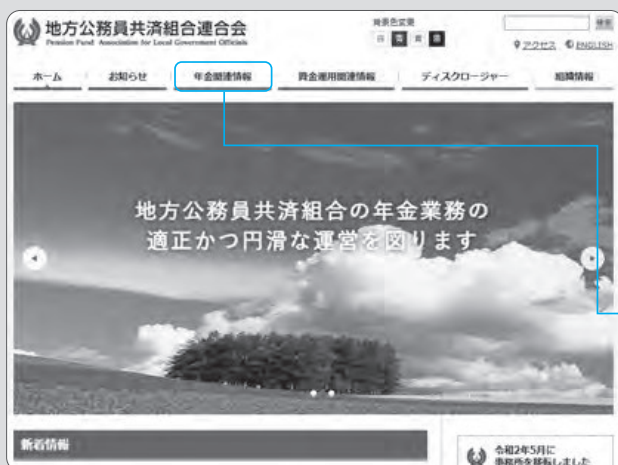 地方公務員共済組合連合会
Pension Fund Association for Local Government Officials
背景色変更
白 青 黄 黒
検索
アクセス ENGLISH
ホーム お知らせ 年金関連情報 資金運用関連情報 ディスクロージャー 組織情報
地方公務員共済組合の年金業務の
適正かつ円滑な運営を図ります
新着情報
令和2年5月に
事務所を移転しました